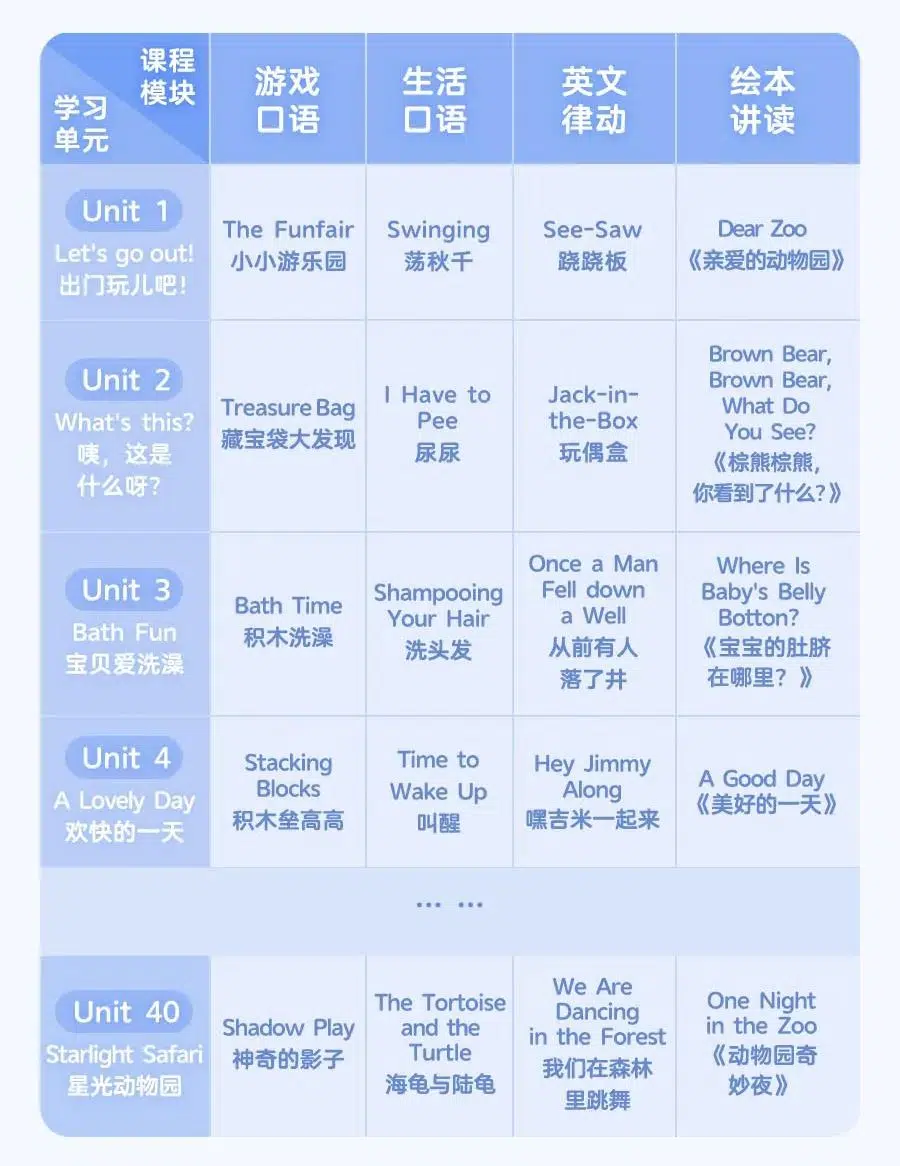 课程
模块
学习
单元
游戏
口语
生活
口语
英文
律动
绘本
讲读
Unit 1
Let's go out!
出门玩儿吧!
The Funfair
小小游乐园
Swinging
荡秋千
See-Saw
跷跷板
Dear Zoo
《亲爱的动物园》
Unit 2
What's this?
咦，这是
什么呀？
Treasure Bag
藏宝袋大发现
I Have to
Pee
尿尿
Jack-in-
the-Box
玩偶盒
Brown Bear,
Brown Bear,
What Do
You See?
《棕熊棕熊，
你看到了什么?》
Unit 3
Bath Fun
宝贝爱洗澡
Bath Time
积木洗澡
Shampooing
Your Hair
洗头发
Once a Man
Fell down
a Well
从前有人
落了井
Where Is
Baby's Belly
Botton?
《宝宝的肚脐
在哪里？》
Unit 4
A Lovely Day
欢快的一天
Stacking
Blocks
积木垒高高
Time to
Wake Up
叫醒
Hey Jimmy
Along
嘿吉米一起来
A Good Day
《美好的一天》
... ...
Unit 40
Starlight Safari
星光动物园
Shadow Play
神奇的影子
The Tortoise
and the
Turtle
海龟与陆龟
We Are
Dancing
in the Forest
我们在森林
里跳舞
One Night
in the Zoo
《动物园奇
妙夜》